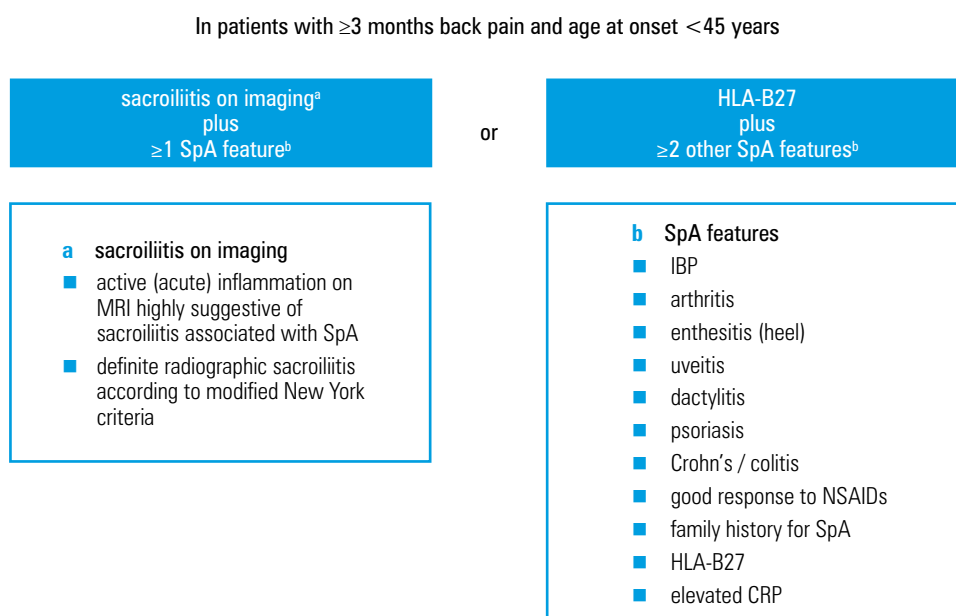 In patients with ≥3 months back pain and age at onset <45 years
sacroiliitis on imagingᵃ
plus
≥1 SpA featureᵇ
or
HLA-B27
plus
≥2 other SpA featuresᵇ
a sacroiliitis on imaging
■ active (acute) inflammation on
MRI highly suggestive of
sacroiliitis associated with SpA
■ definite radiographic sacroiliitis
according to modified New York
criteria
b SpA features
■ IBP
■ arthritis
■ enthesitis (heel)
■ uveitis
■ dactylitis
■ psoriasis
■ Crohn's / colitis
■ good response to NSAIDs
■ family history for SpA
■ HLA-B27
■ elevated CRP